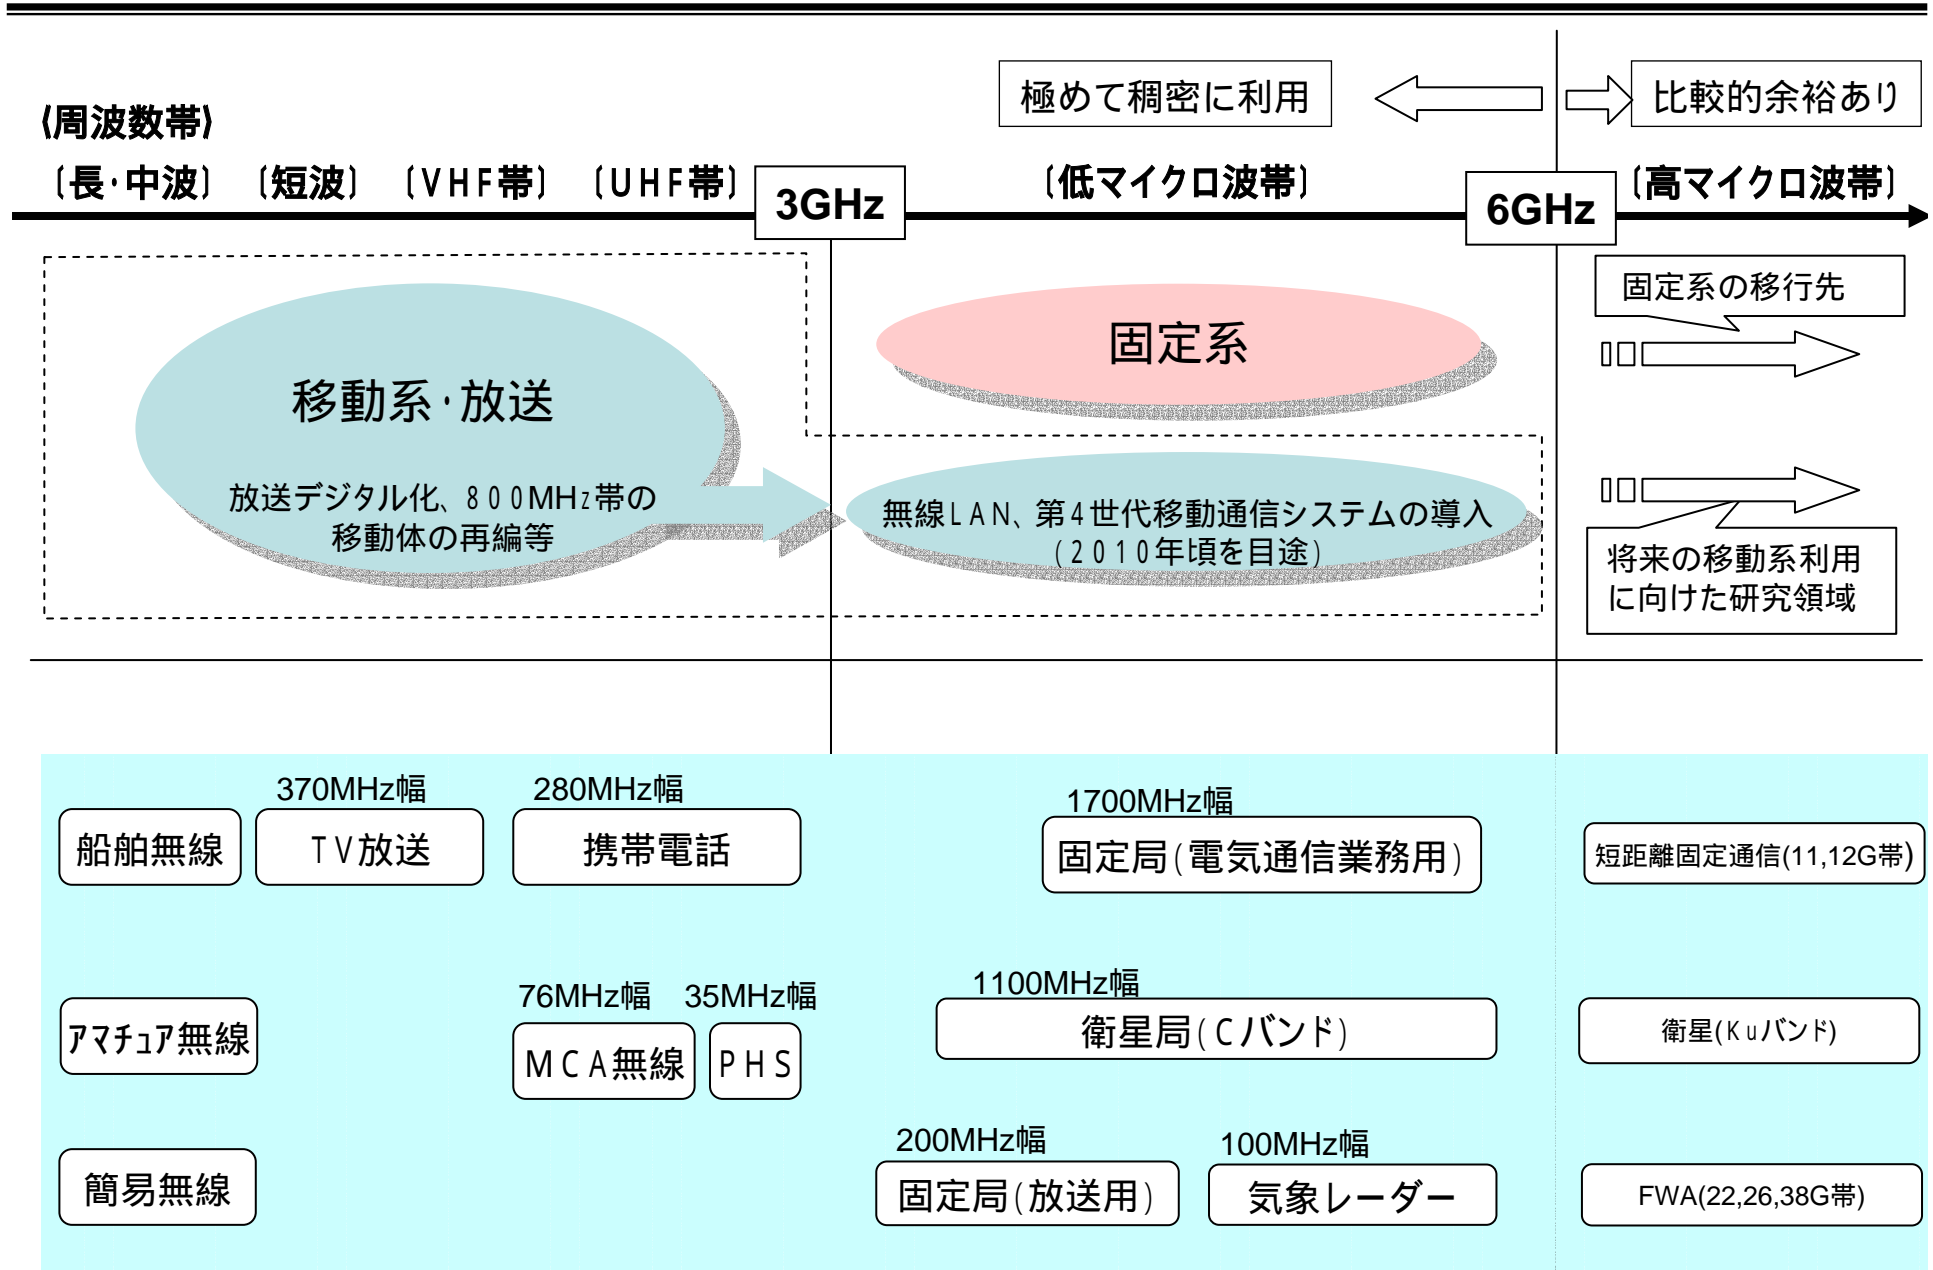 極めて稠密に利用
比較的余裕あり
《周波数帯》
〔長・中波〕 〔短波〕 〔VHF帯〕 〔UHF帯〕
3GHz
〔低マイクロ波帯〕
6GHz
〔高マイクロ波帯〕
固定系の移行先
固定系
移動系・放送
放送デジタル化、800MHz帯の
移動体の再編等
無線LAN、第4世代移動通信システムの導入
(2010年頃を目途)
将来の移動系利用
に向けた研究領域
370MHz幅
280MHz幅
1700MHz幅
船舶無線
TV放送
携帯電話
固定局(電気通信業務用)
短距離固定通信(11,12G帯)
76MHz幅
35MHz幅
1100MHz幅
アマチュア無線
MCA無線
PHS
衛星局(Cバンド)
衛星(Kuバンド)
200MHz幅
100MHz幅
簡易無線
固定局(放送用)
気象レーダー
FWA(22,26,38G帯)